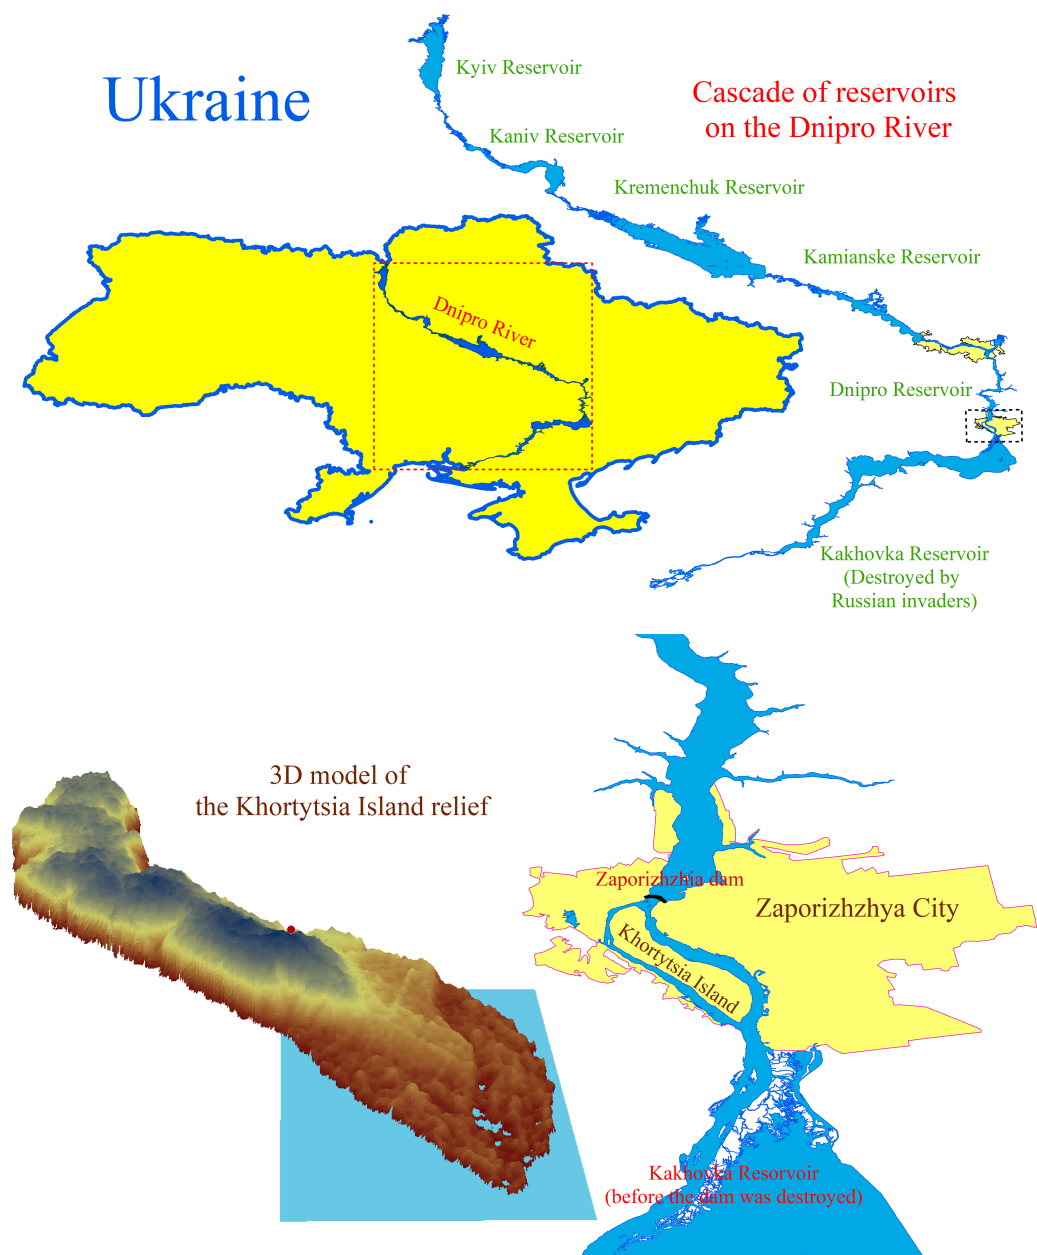 Ukraine
Kyiv Reservoir
Cascade of reservoirs
on the Dnipro River
Kaniv Reservoir
Kremenchuk Reservoir
Kamianske Reservoir
Dnipro River
Dnipro Reservoir
Kakhovka Reservoir
(Destroyed by
Russian invaders)
3D model of
the Khortytsia Island relief
Zaporizhzhia dam
Zaporizhzhya City
Khortytsia Island
Kakhovka Resorvoir
(before the dam was destroyed)